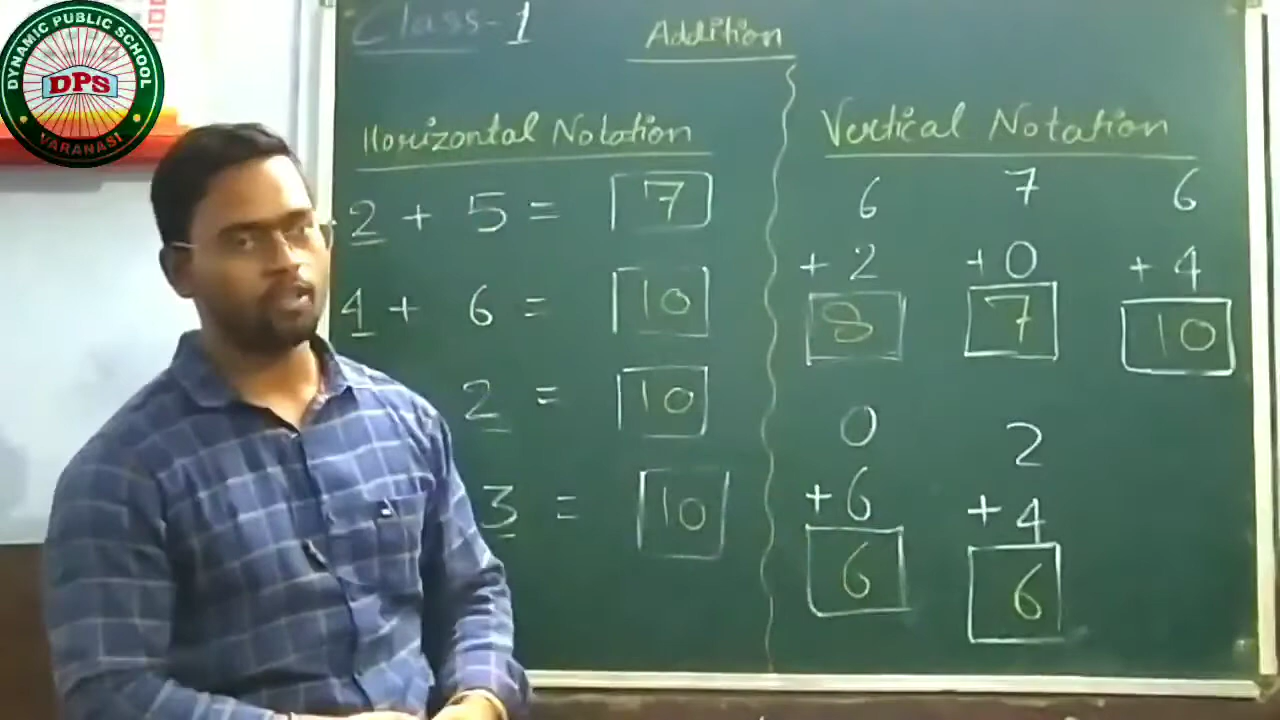 DYNAMIC PUBLIC SCHOOL
DPS
VARANASI
Class-1
Addition
Horizontal Notation
2 + 5 = 7
4 + 6 = 10
2 = 10
3 = 10
Vertical Notation
6 7 6
+2 +0 +4
8 7 10
0 2
+6 +4
6 6